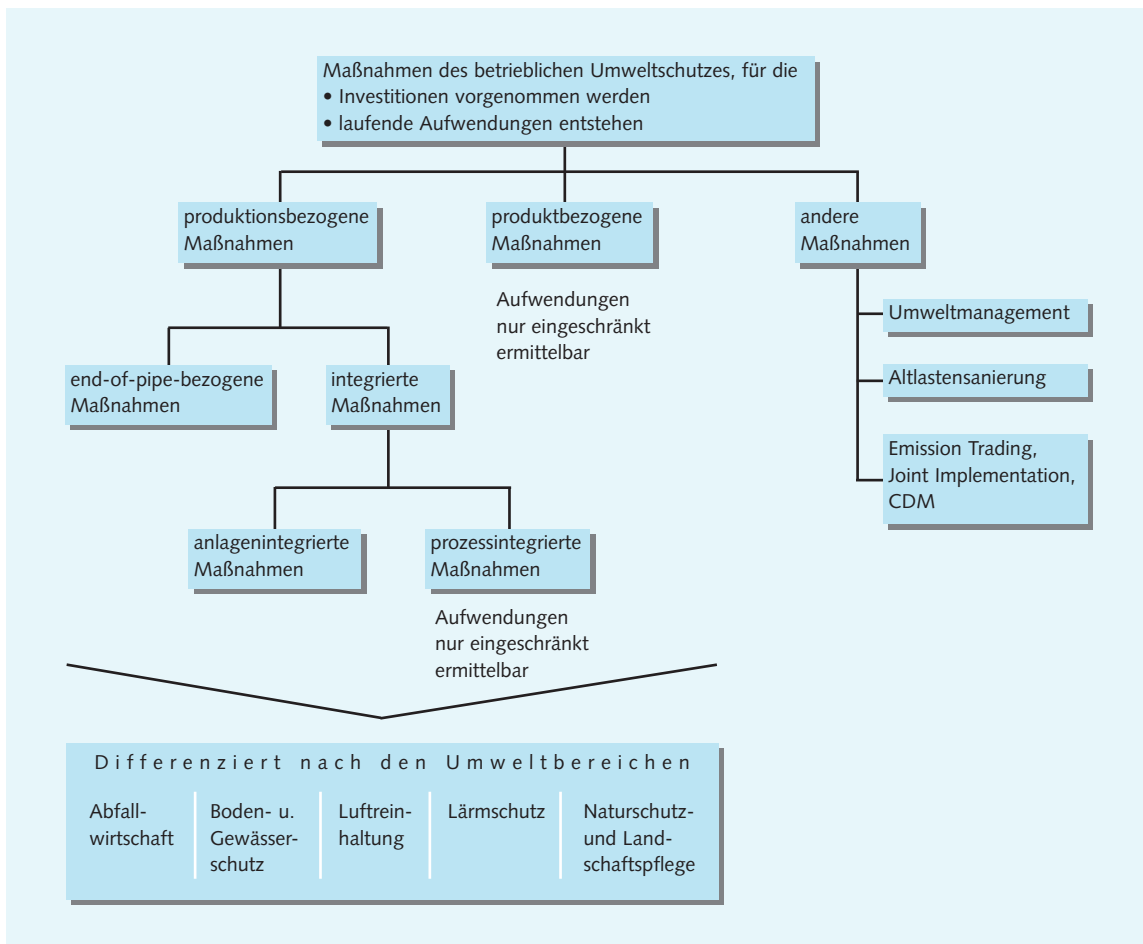 Maßnahmen des betrieblichen Umweltschutzes, für die
• Investitionen vorgenommen werden
• laufende Aufwendungen entstehen
produktionsbezogene
Maßnahmen
produktbezogene
Maßnahmen
andere
Maßnahmen
Aufwendungen
nur eingeschränkt
ermittelbar
Umweltmanagement
Altlastensanierung
Emission Trading,
Joint Implementation,
CDM
end-of-pipe-bezogene
Maßnahmen
integrierte
Maßnahmen
anlagenintegrierte
Maßnahmen
prozessintegrierte
Maßnahmen
Aufwendungen
nur eingeschränkt
ermittelbar
Differenziert nach den Umweltbereichen
Abfall-
wirtschaft
Boden- u.
Gewässer-
schutz
Luftrein-
haltung
Lärmschutz
Naturschutz-
und Land-
schaftspflege